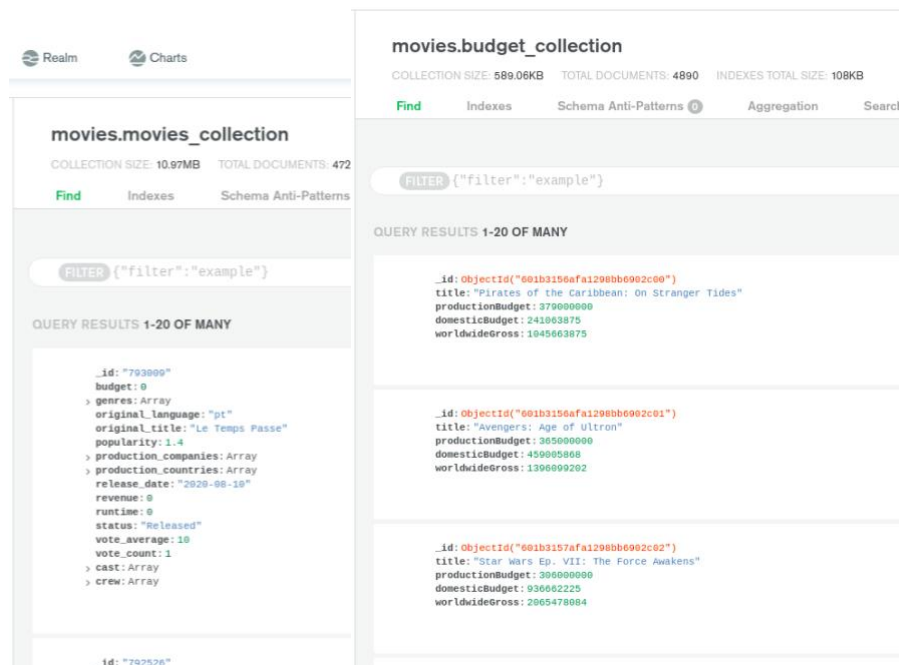 Realm
Charts
movies.movies_collection
COLLECTION SIZE: 10.97MB TOTAL DOCUMENTS: 472
Find Indexes Schema Anti-Patterns
FILTER {"filter":"example"}
QUERY RESULTS 1-20 OF MANY
_id: "793009"
budget: 0
> genres: Array
original_language: "pt"
original_title: "Le Temps Passe"
popularity: 1.4
> production_companies: Array
> production_countries: Array
release_date: "2020-08-10"
revenue: 0
runtime: 0
status: "Released"
vote_average: 10
vote_count: 1
> cast: Array
> crew: Array
id: "792526"
movies.budget_collection
COLLECTION SIZE: 589.06KB TOTAL DOCUMENTS: 4890 INDEXES TOTAL SIZE: 108KB
Find Indexes Schema Anti-Patterns 0 Aggregation Searc
FILTER {"filter":"example"}
QUERY RESULTS 1-20 OF MANY
_id: ObjectId("601b3156afa1298bb6902c00")
title: "Pirates of the Caribbean: On Stranger Tides"
productionBudget: 379000000
domesticBudget: 241063875
worldwideGross: 1045663875
_id: ObjectId("601b3156afa1298bb6902c01")
title: "Avengers: Age of Ultron"
productionBudget: 365000000
domesticBudget: 459005868
worldwideGross: 1396099202
_id: ObjectId("601b3157afa1298bb6902c02")
title: "Star Wars Ep. VII: The Force Awakens"
productionBudget: 306000000
domesticBudget: 936662225
worldwideGross: 2065478084